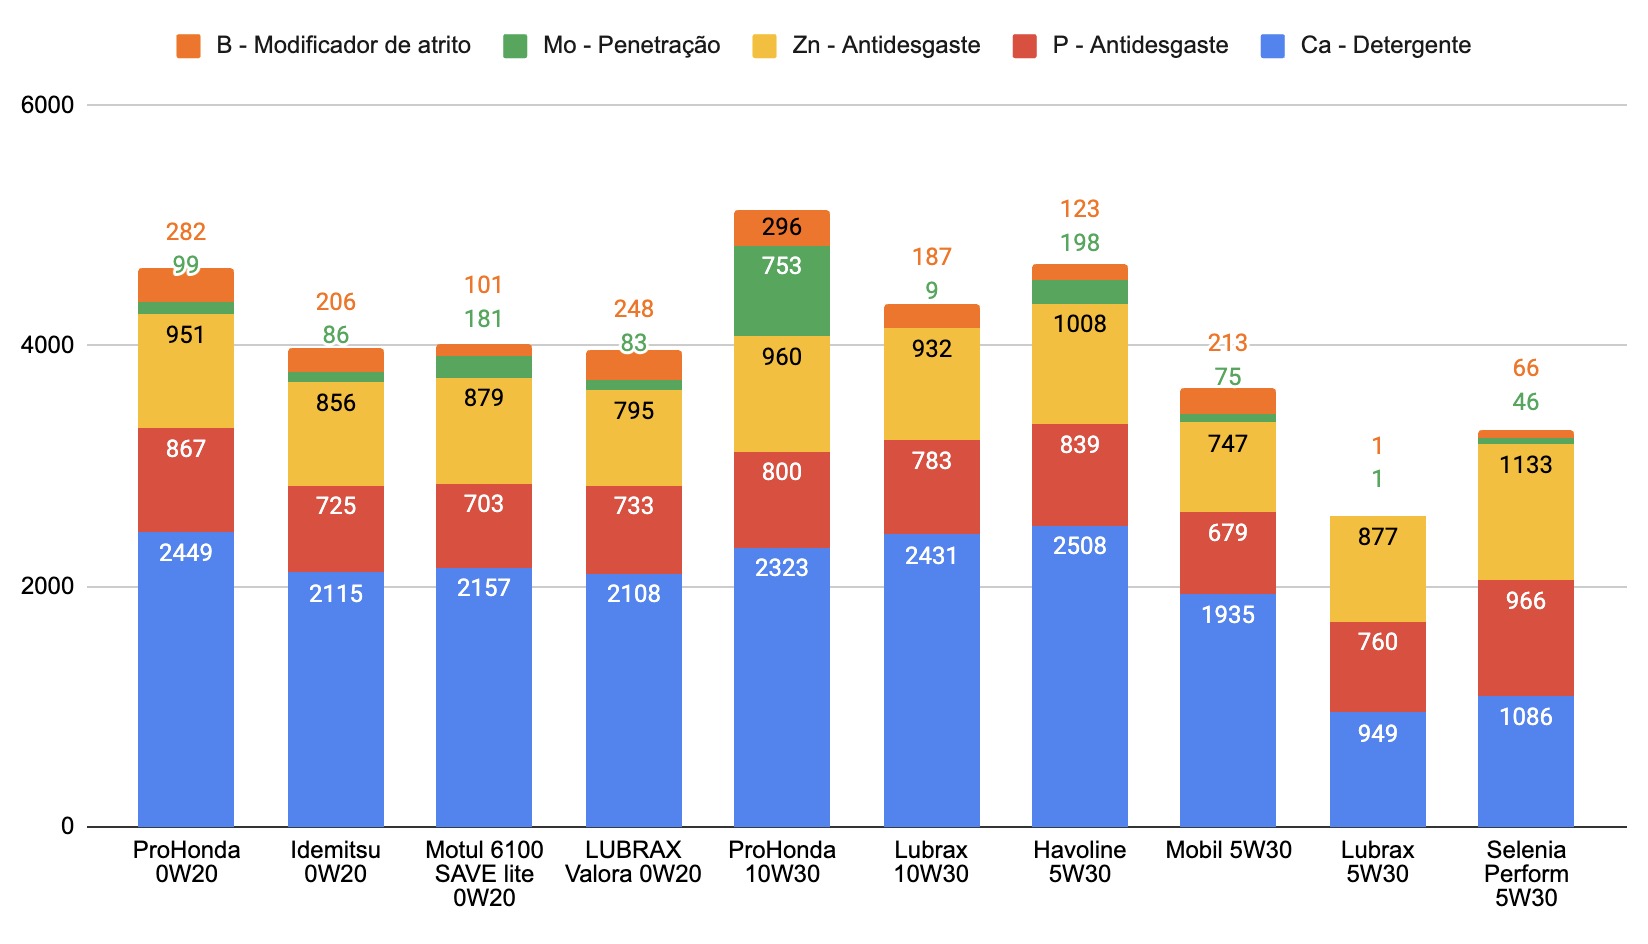 B - Modificador de atrito
Mo - Penetração
Zn - Antidesgaste
P - Antidesgaste
Ca - Detergente
6000
4000
2000
0
282
99
951
867
2449
206
86
856
725
2115
101
181
879
703
2157
248
83
795
733
2108
296
753
960
800
2323
187
9
932
783
2431
123
198
1008
839
2508
213
75
747
679
1935
1
1
877
760
949
66
46
1133
966
1086
ProHonda
0W20
Idemitsu
0W20
Motul 6100
SAVE lite
0W20
LUBRAX
Valora 0W20
ProHonda
10W30
Lubrax
10W30
Havoline
5W30
Mobil 5W30
Lubrax
5W30
Selenia
Perform
5W30